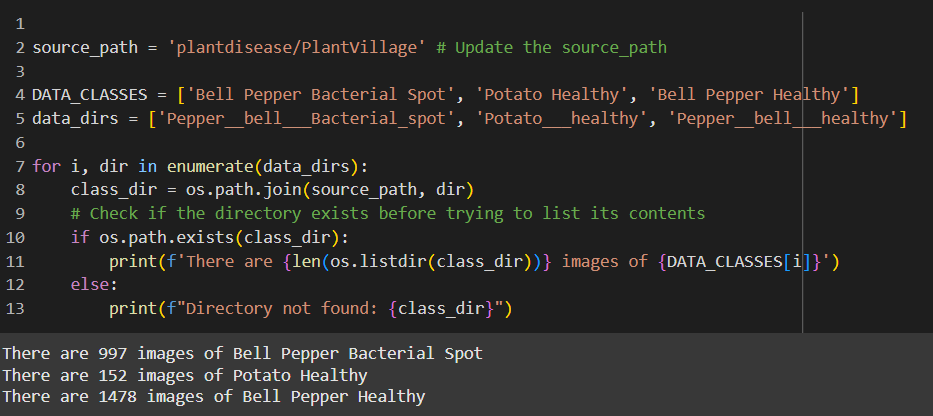 1
2 source_path = 'plantdisease/PlantVillage' # Update the source_path
3
4 DATA_CLASSES = ['Bell Pepper Bacterial Spot', 'Potato Healthy', 'Bell Pepper Healthy']
5 data_dirs = ['Pepper__bell___Bacterial_spot', 'Potato___healthy', 'Pepper__bell___healthy']
6
7 for i, dir in enumerate(data_dirs):
8     class_dir = os.path.join(source_path, dir)
9     # Check if the directory exists before trying to list its contents
10     if os.path.exists(class_dir):
11         print(f'There are {len(os.listdir(class_dir))} images of {DATA_CLASSES[i]}')
12     else:
13         print(f"Directory not found: {class_dir}")
There are 997 images of Bell Pepper Bacterial Spot
There are 152 images of Potato Healthy
There are 1478 images of Bell Pepper Healthy